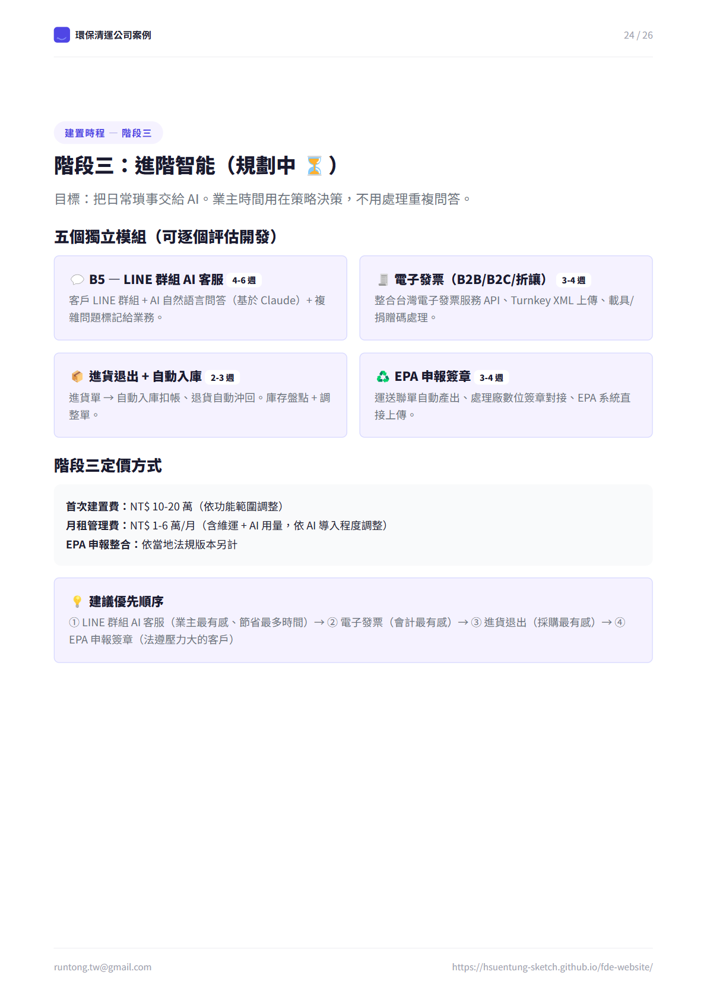 環保清運公司案例
24 / 26
建置時程 — 階段三
階段三：進階智能（規劃中 ⏳）
目標：把日常瑣事交給 AI。業主時間用在策略決策，不用處理重複問答。
五個獨立模組（可逐個評估開發）
💬 B5 — LINE 群組 AI 客服 4-6 週
客戶 LINE 群組 + AI 自然語言問答（基於 Claude）+ 複
雜問題標記給業務。
🧾 電子發票（B2B/B2C/折讓） 3-4 週
整合台灣電子發票服務 API、Turnkey XML 上傳、載具/
捐贈碼處理。
📦 進貨退出 + 自動入庫 2-3 週
進貨單 → 自動入庫扣帳、退貨自動沖回。庫存盤點 + 調
整單。
♻️ EPA 申報簽章 3-4 週
運送聯單自動產出、處理廠數位簽章對接、EPA 系統直
接上傳。
階段三定價方式
首次建置費：NT$ 10-20 萬（依功能範圍調整）
月租管理費：NT$ 1-6 萬/月（含維運 + AI 用量，依 AI 導入程度調整）
EPA 申報整合：依當地法規版本另計
💡 建議優先順序
① LINE 群組 AI 客服（業主最有感、節省最多時間）→ ② 電子發票（會計最有感）→ ③ 進貨退出（採購最有感）→ ④
EPA 申報簽章（法遵壓力大的客戶）
runtong.tw@gmail.com
https://hsuentung-sketch.github.io/fde-website/